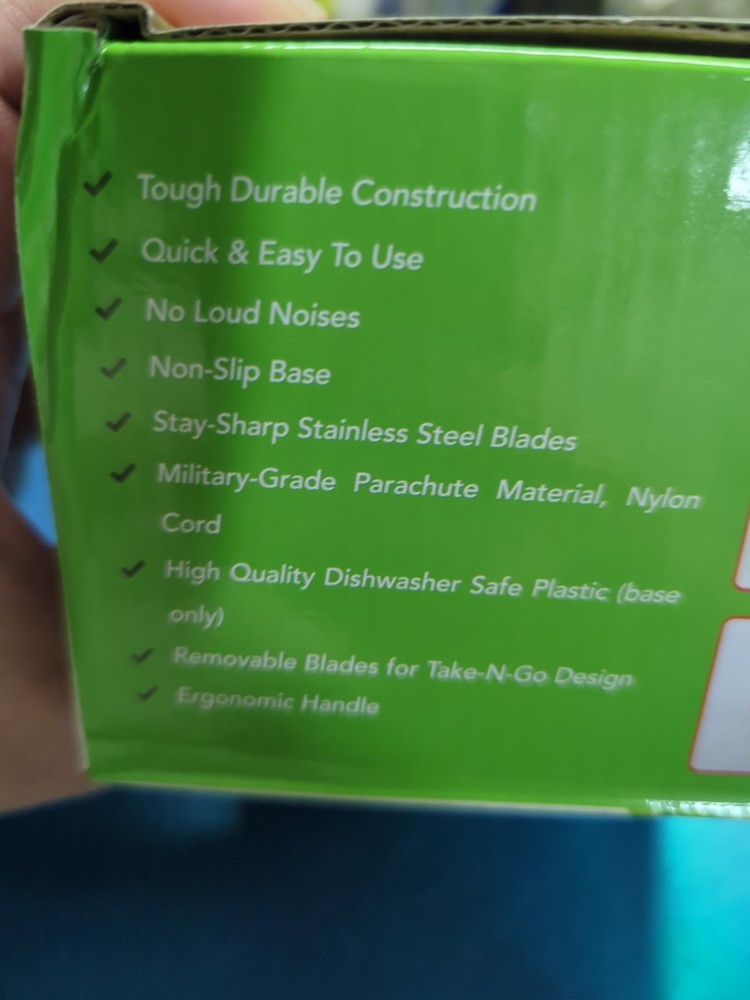 Tough Durable Construction
Quick & Easy To Use
No Loud Noises
Non-Slip Base
Stay-Sharp Stainless Steel Blades
Military-Grade Parachute Material, Nylon
Cord
High Quality Dishwasher Safe Plastic (base
only)
Removable Blades for Take-N-Go Design
Ergonomic Handle